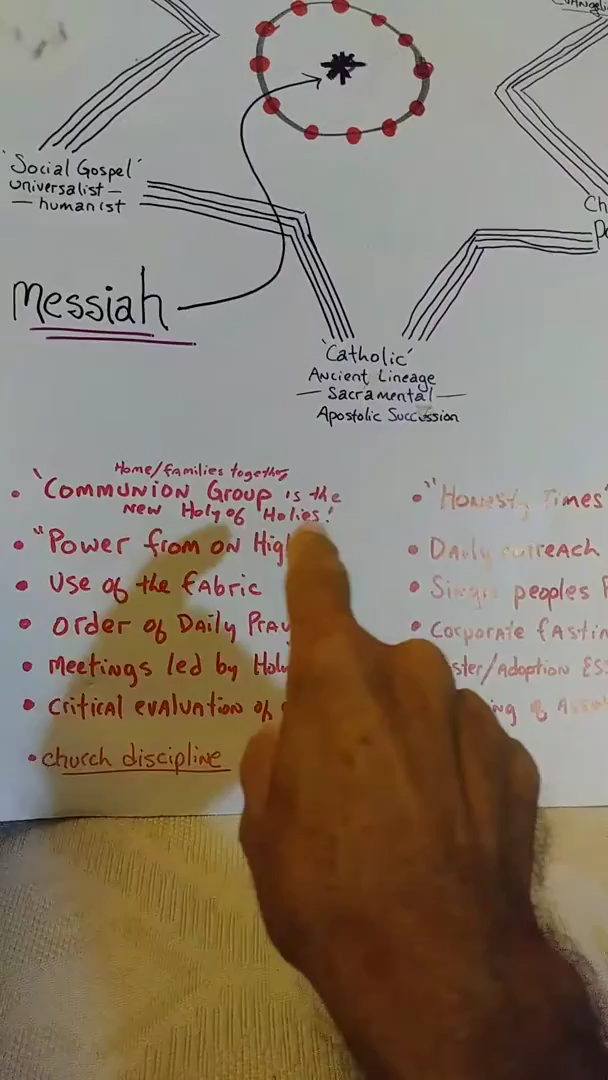 'Social Gospel'
Universalist —
— humanist
Messiah
'Catholic'
Ancient Lineage
— Sacramental —
Apostolic Succession
Home/families together
• "Communion Group is the
new Holy of Holies!
• "Power from on High
• Use of the fabric
• Order of Daily
• Meetings led by
• Critical evaluation of
• church discipline
• "Honesty Times"
• Daily outreach
• peoples
• Corporate